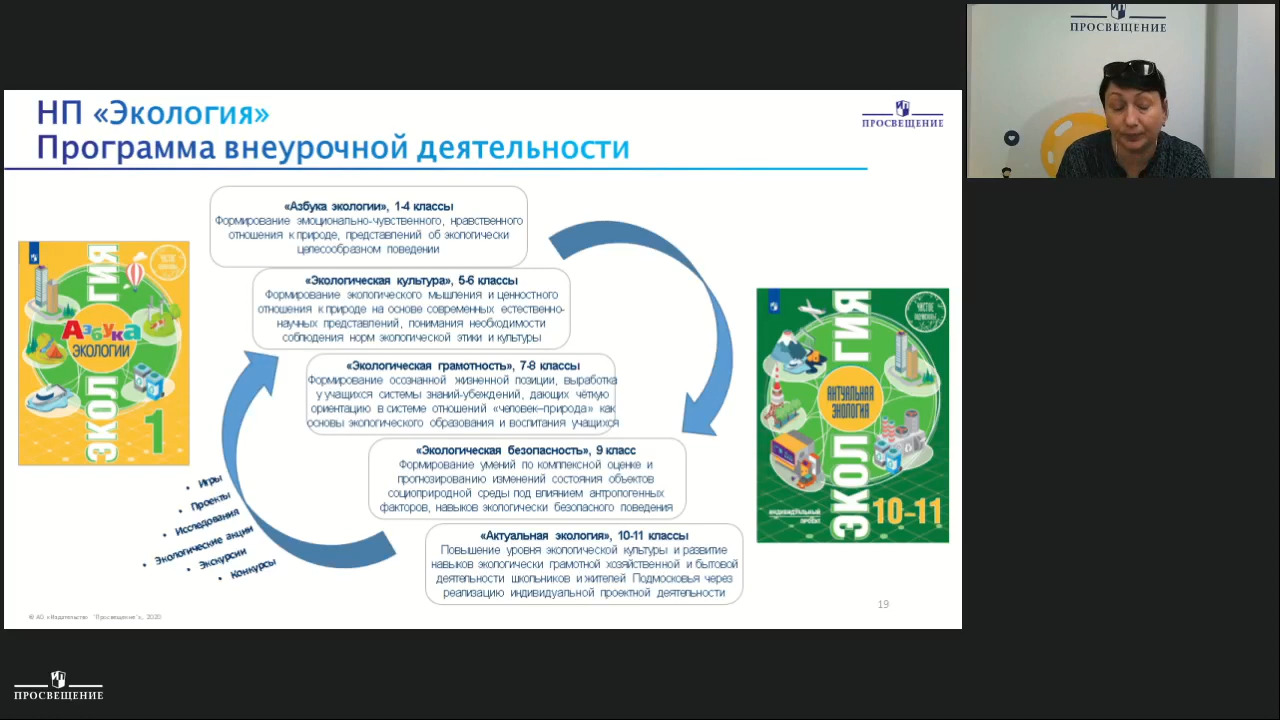 НП «Экология»
Программа внеурочной деятельности
ПРОСВЕЩЕНИЕ
ПРОСВЕЩЕНИЕ
«Азбука экологии», 1-4 классы
Формирование эмоционально-чувственного, нравственного
отношения к природе, представлений об экологически
целесообразном поведении
«Экологическая культура», 5-6 классы
Формирование экологического мышления и ценностного
отношения к природе на основе современных естественно-
научных представлений, понимания необходимости
соблюдения норм экологической этики и культуры
«Экологическая грамотность», 7-8 классы
Формирование осознанной жизненной позиции, выработка
у учащихся системы знаний-убеждений, дающих чёткую
ориентацию в системе отношений «человек–природа» как
основы экологического образования и воспитания учащихся
«Экологическая безопасность», 9 класс
Формирование умений по комплексной оценке и
прогнозированию изменений состояния объектов
социоприродной среды под влиянием антропогенных
факторов, навыков экологически безопасного поведения
«Актуальная экология», 10-11 классы
Повышение уровня экологической культуры и развитие
навыков экологически грамотной хозяйственной и бытовой
деятельности школьников и жителей Подмосковья через
реализацию индивидуальной проектной деятельности
ЭКОЛОГИЯ
Азбука
ЭКОЛОГИИ
1
• Игры
• Проекты
• Исследования
• Экологические акции
• Экскурсии
• Конкурсы
ЭКОЛОГИЯ
АКТУАЛЬНАЯ
ЭКОЛОГИЯ
ИНДИВИДУАЛЬНЫЙ
ПРОЕКТ
10-11
19
© АО «Издательство "Просвещение", 2020
ПРОСВЕЩЕНИЕ